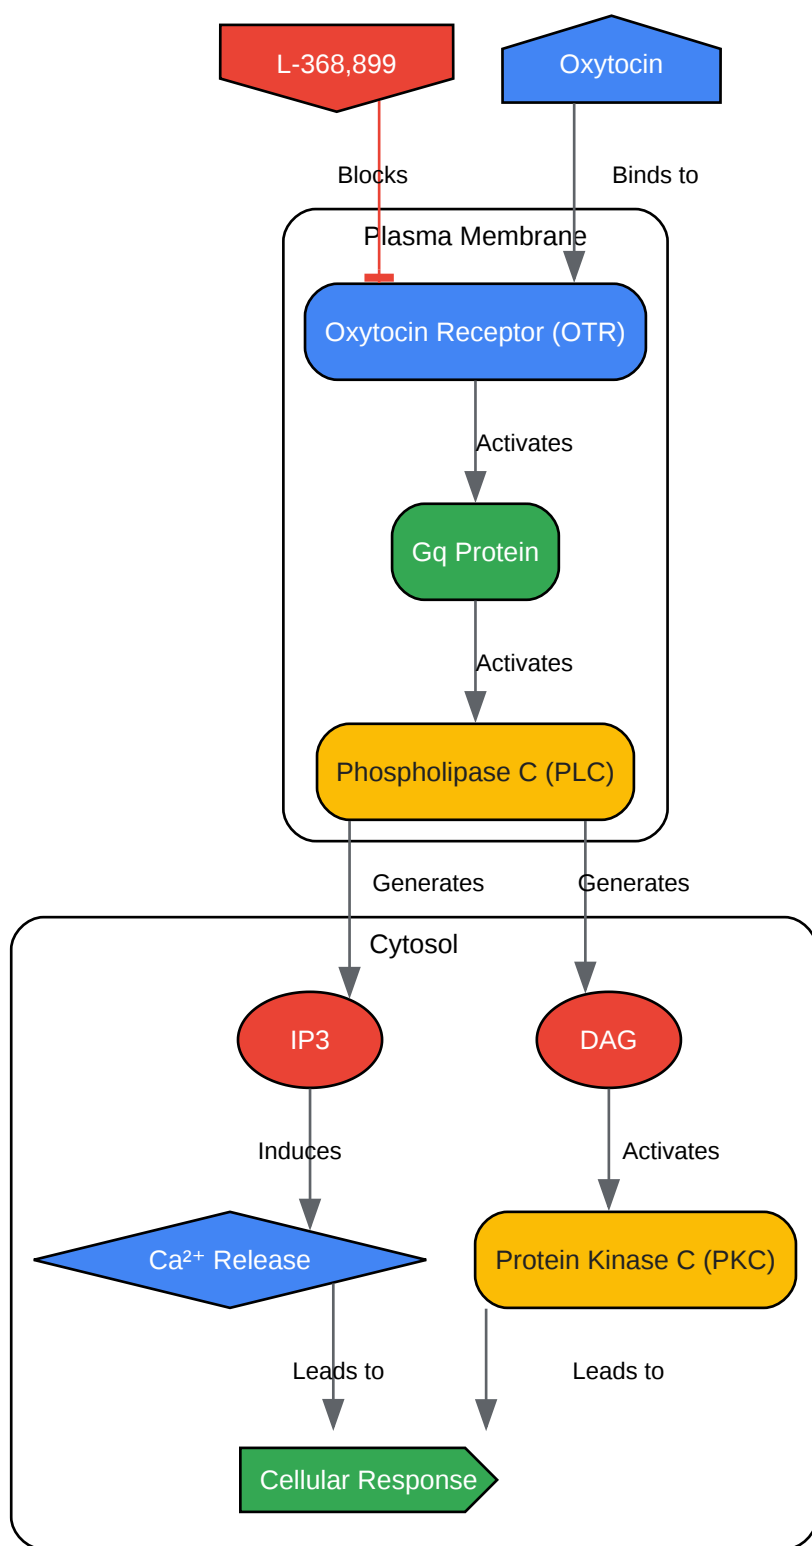 L-368,899
Oxytocin
Blocks
Binds to
Plasma Membrane
Oxytocin Receptor (OTR)
Activates
Gq Protein
Activates
Phospholipase C (PLC)
Generates
Generates
Cytosol
IP3
DAG
Induces
Activates
Ca²⁺ Release
Protein Kinase C (PKC)
Leads to
Leads to
Cellular Response